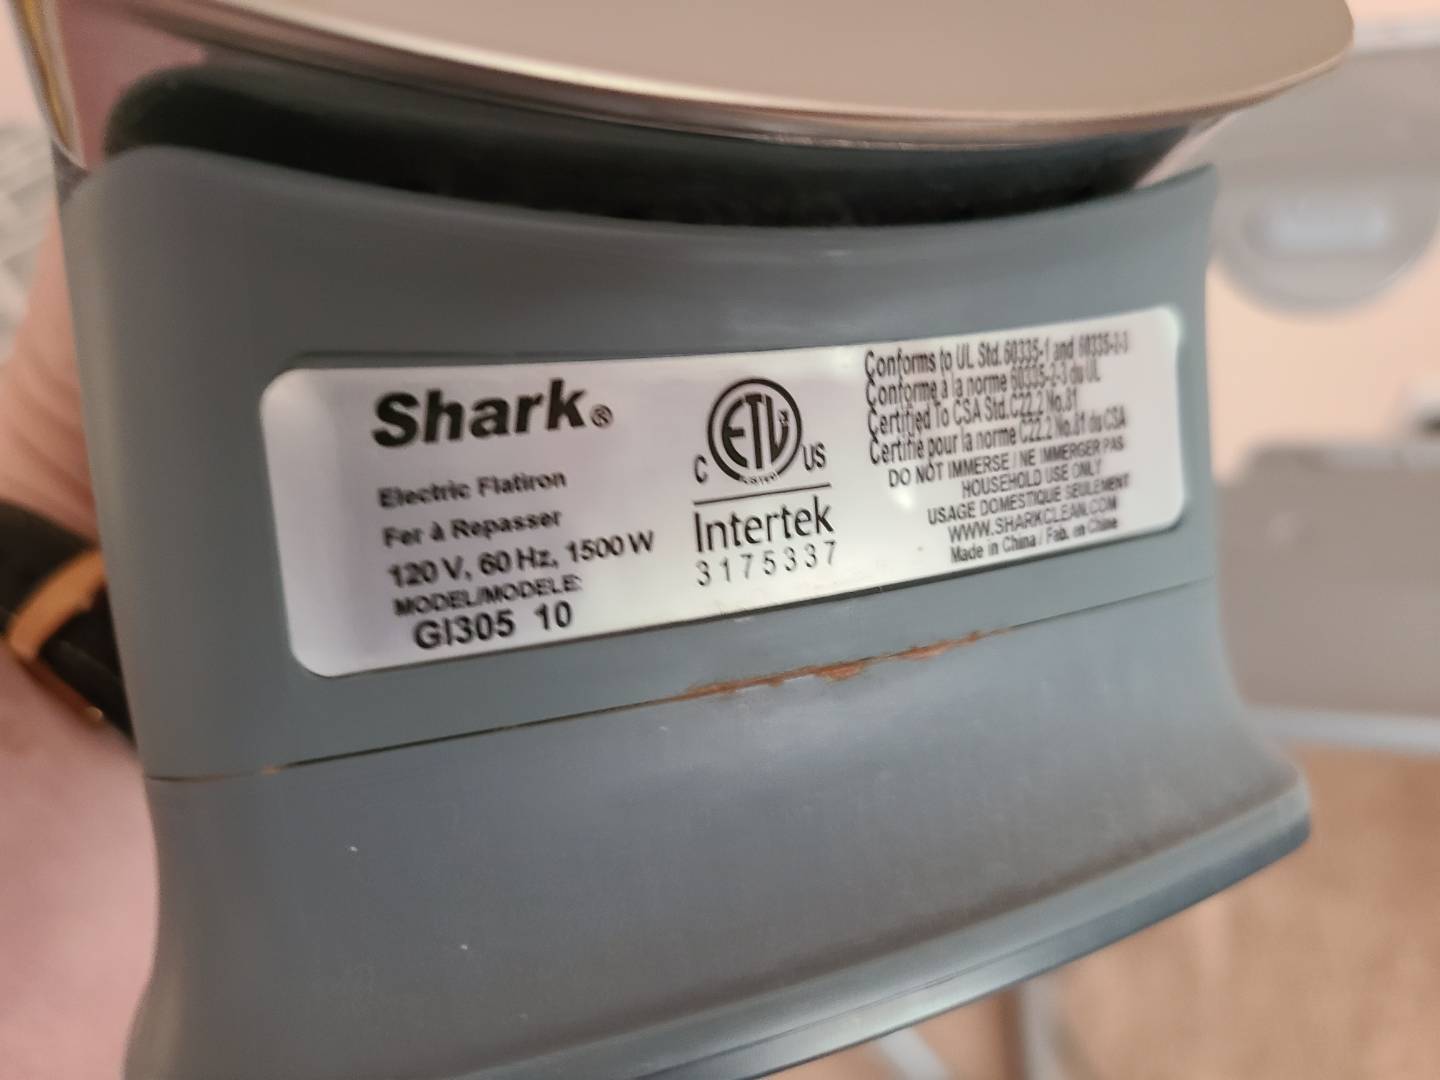 Shark®
Electric Flatiron
Fer à Repasser
120 V, 60 Hz, 1500 W
MODEL/MODELE:
GI305 10
ETL
C US
Intertek
3175337
Conforms to UL Std. 60335-1 and 60335-2-3
Conforme à la norme 60335-2-3 du UL
Certified To CSA Std.C22.2 No.81
Certifié pour la norme C22.2 No.81 du CSA
DO NOT IMMERSE / NE IMMERGER PAS
HOUSEHOLD USE ONLY
USAGE DOMESTIQUE SEULEMENT
WWW.SHARKCLEAN.COM
Made in China / Fab. en Chine